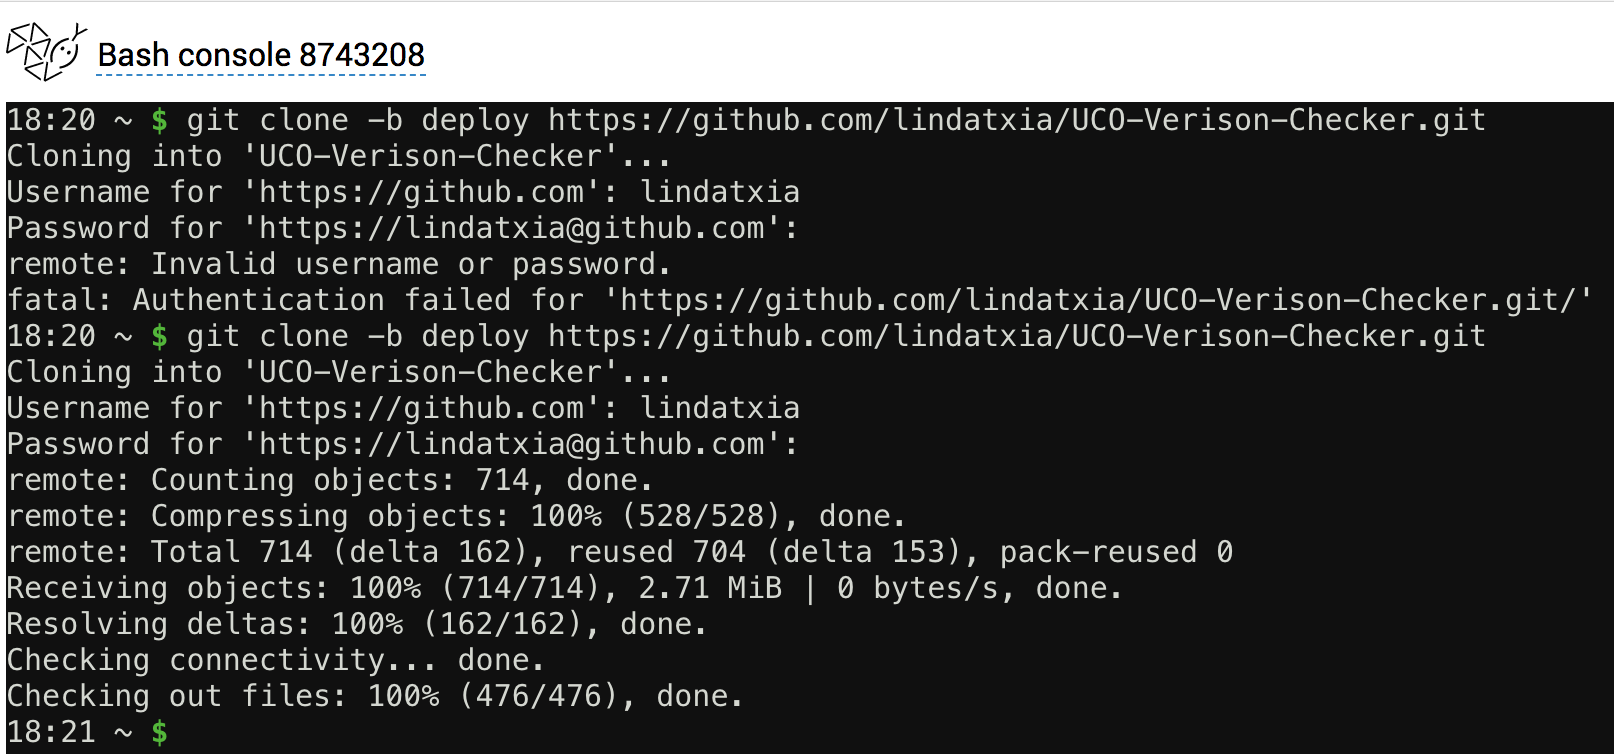 Bash console 8743208
18:20 ~ $ git clone -b deploy https://github.com/lindatxia/UCO-Verison-Checker.git
Cloning into 'UCO-Verison-Checker'...
Username for 'https://github.com': lindatxia
Password for 'https://lindatxia@github.com':
remote: Invalid username or password.
fatal: Authentication failed for 'https://github.com/lindatxia/UCO-Verison-Checker.git/'
18:20 ~ $ git clone -b deploy https://github.com/lindatxia/UCO-Verison-Checker.git
Cloning into 'UCO-Verison-Checker'...
Username for 'https://github.com': lindatxia
Password for 'https://lindatxia@github.com':
remote: Counting objects: 714, done.
remote: Compressing objects: 100% (528/528), done.
remote: Total 714 (delta 162), reused 704 (delta 153), pack-reused 0
Receiving objects: 100% (714/714), 2.71 MiB | 0 bytes/s, done.
Resolving deltas: 100% (162/162), done.
Checking connectivity... done.
Checking out files: 100% (476/476), done.
18:21 ~ $